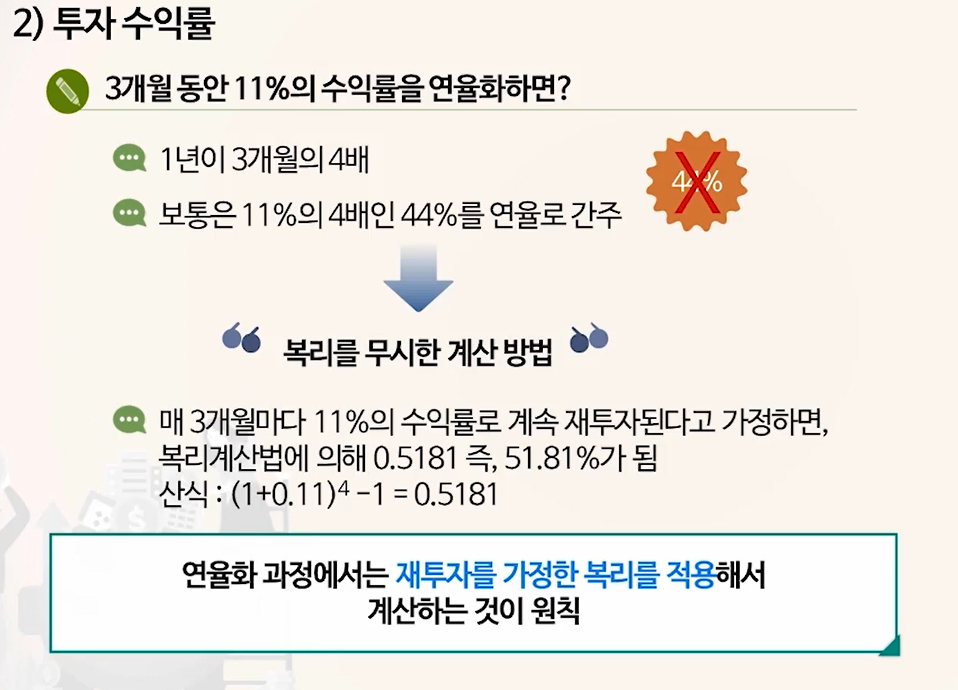 2) 투자 수익률
3개월 동안 11%의 수익률을 연율화하면?
1년이 3개월의 4배
44%
보통은 11%의 4배인 44%를 연율로 간주
복리를 무시한 계산 방법
매 3개월마다 11%의 수익률로 계속 재투자된다고 가정하면,
복리계산법에 의해 0.5181 즉, 51.81%가 됨
산식 : (1+0.11)⁴ -1 = 0.5181
연율화 과정에서는 재투자를 가정한 복리를 적용해서
계산하는 것이 원칙